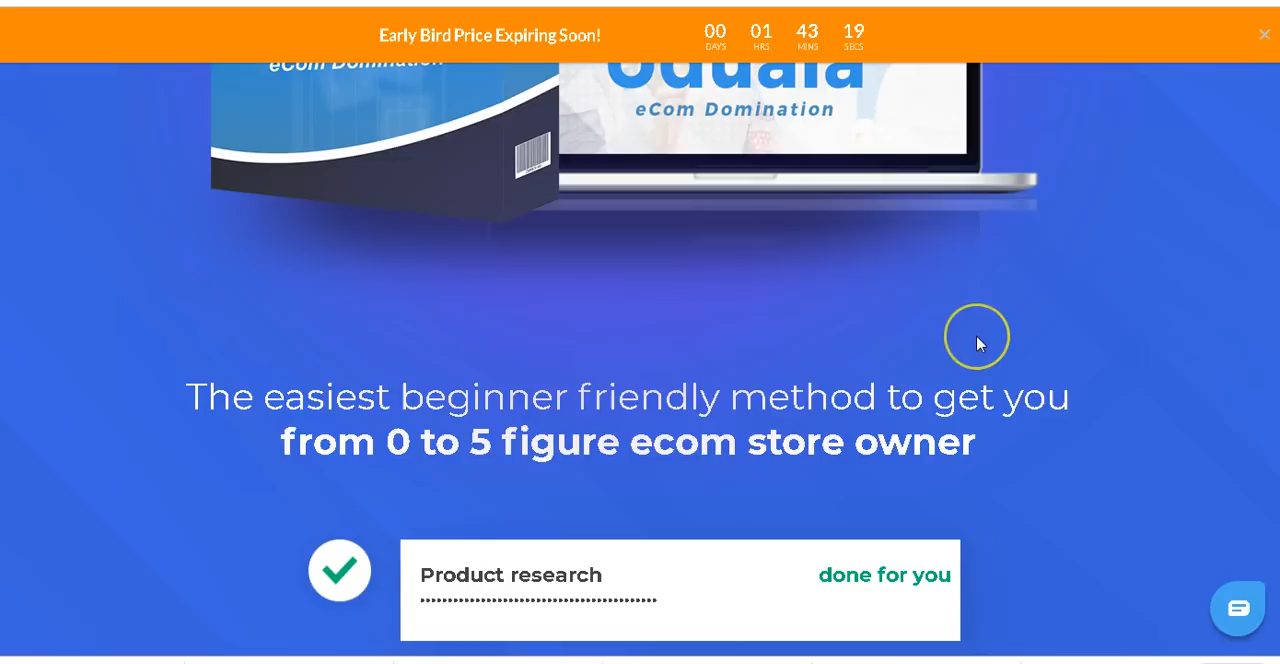 Early Bird Price Expiring Soon!
00 01 43 19
DAYS HRS MINS SECS
eCom Domination
eCom Domination
The easiest beginner friendly method to get you
from 0 to 5 figure ecom store owner
Product research done for you